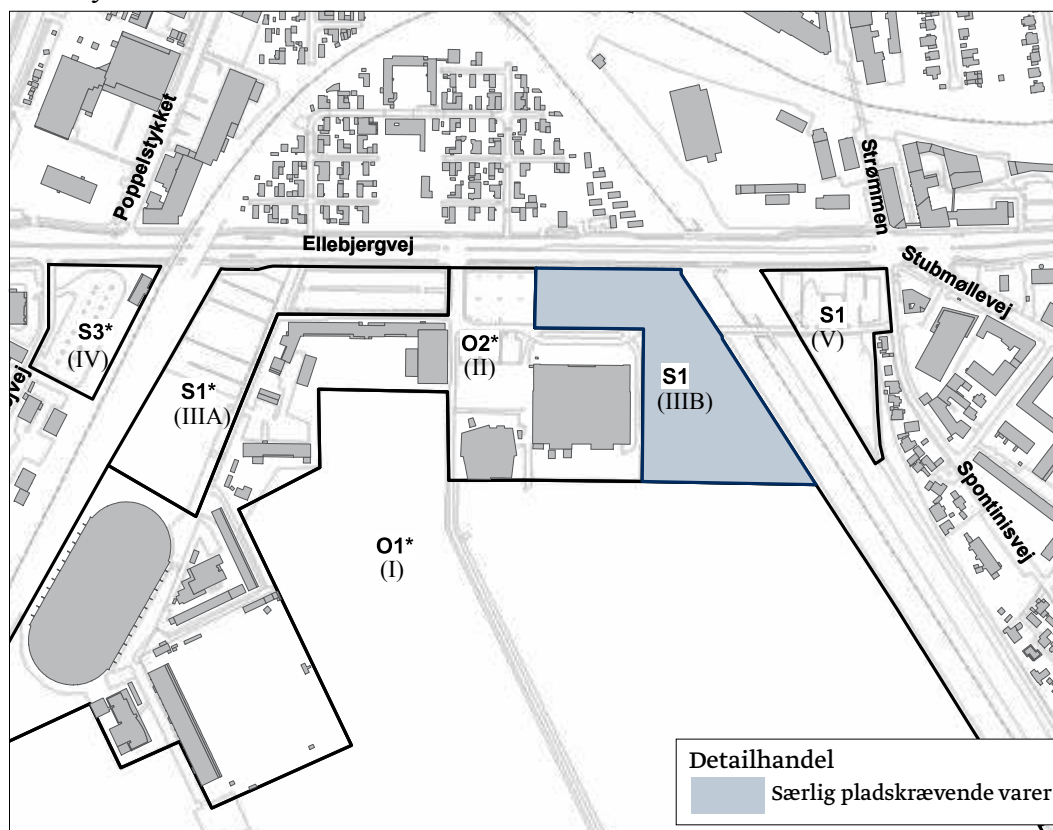 Poppelstykket
Strømmen
Ellebjergvej
Stubmøllevej
S3*
(IV)
S1
(V)
O2*
(II)
S1*
(IIIA)
S1
(IIIB)
Spontinisvej
O1*
(I)
Detailhandel
Særlig pladskrævende varer